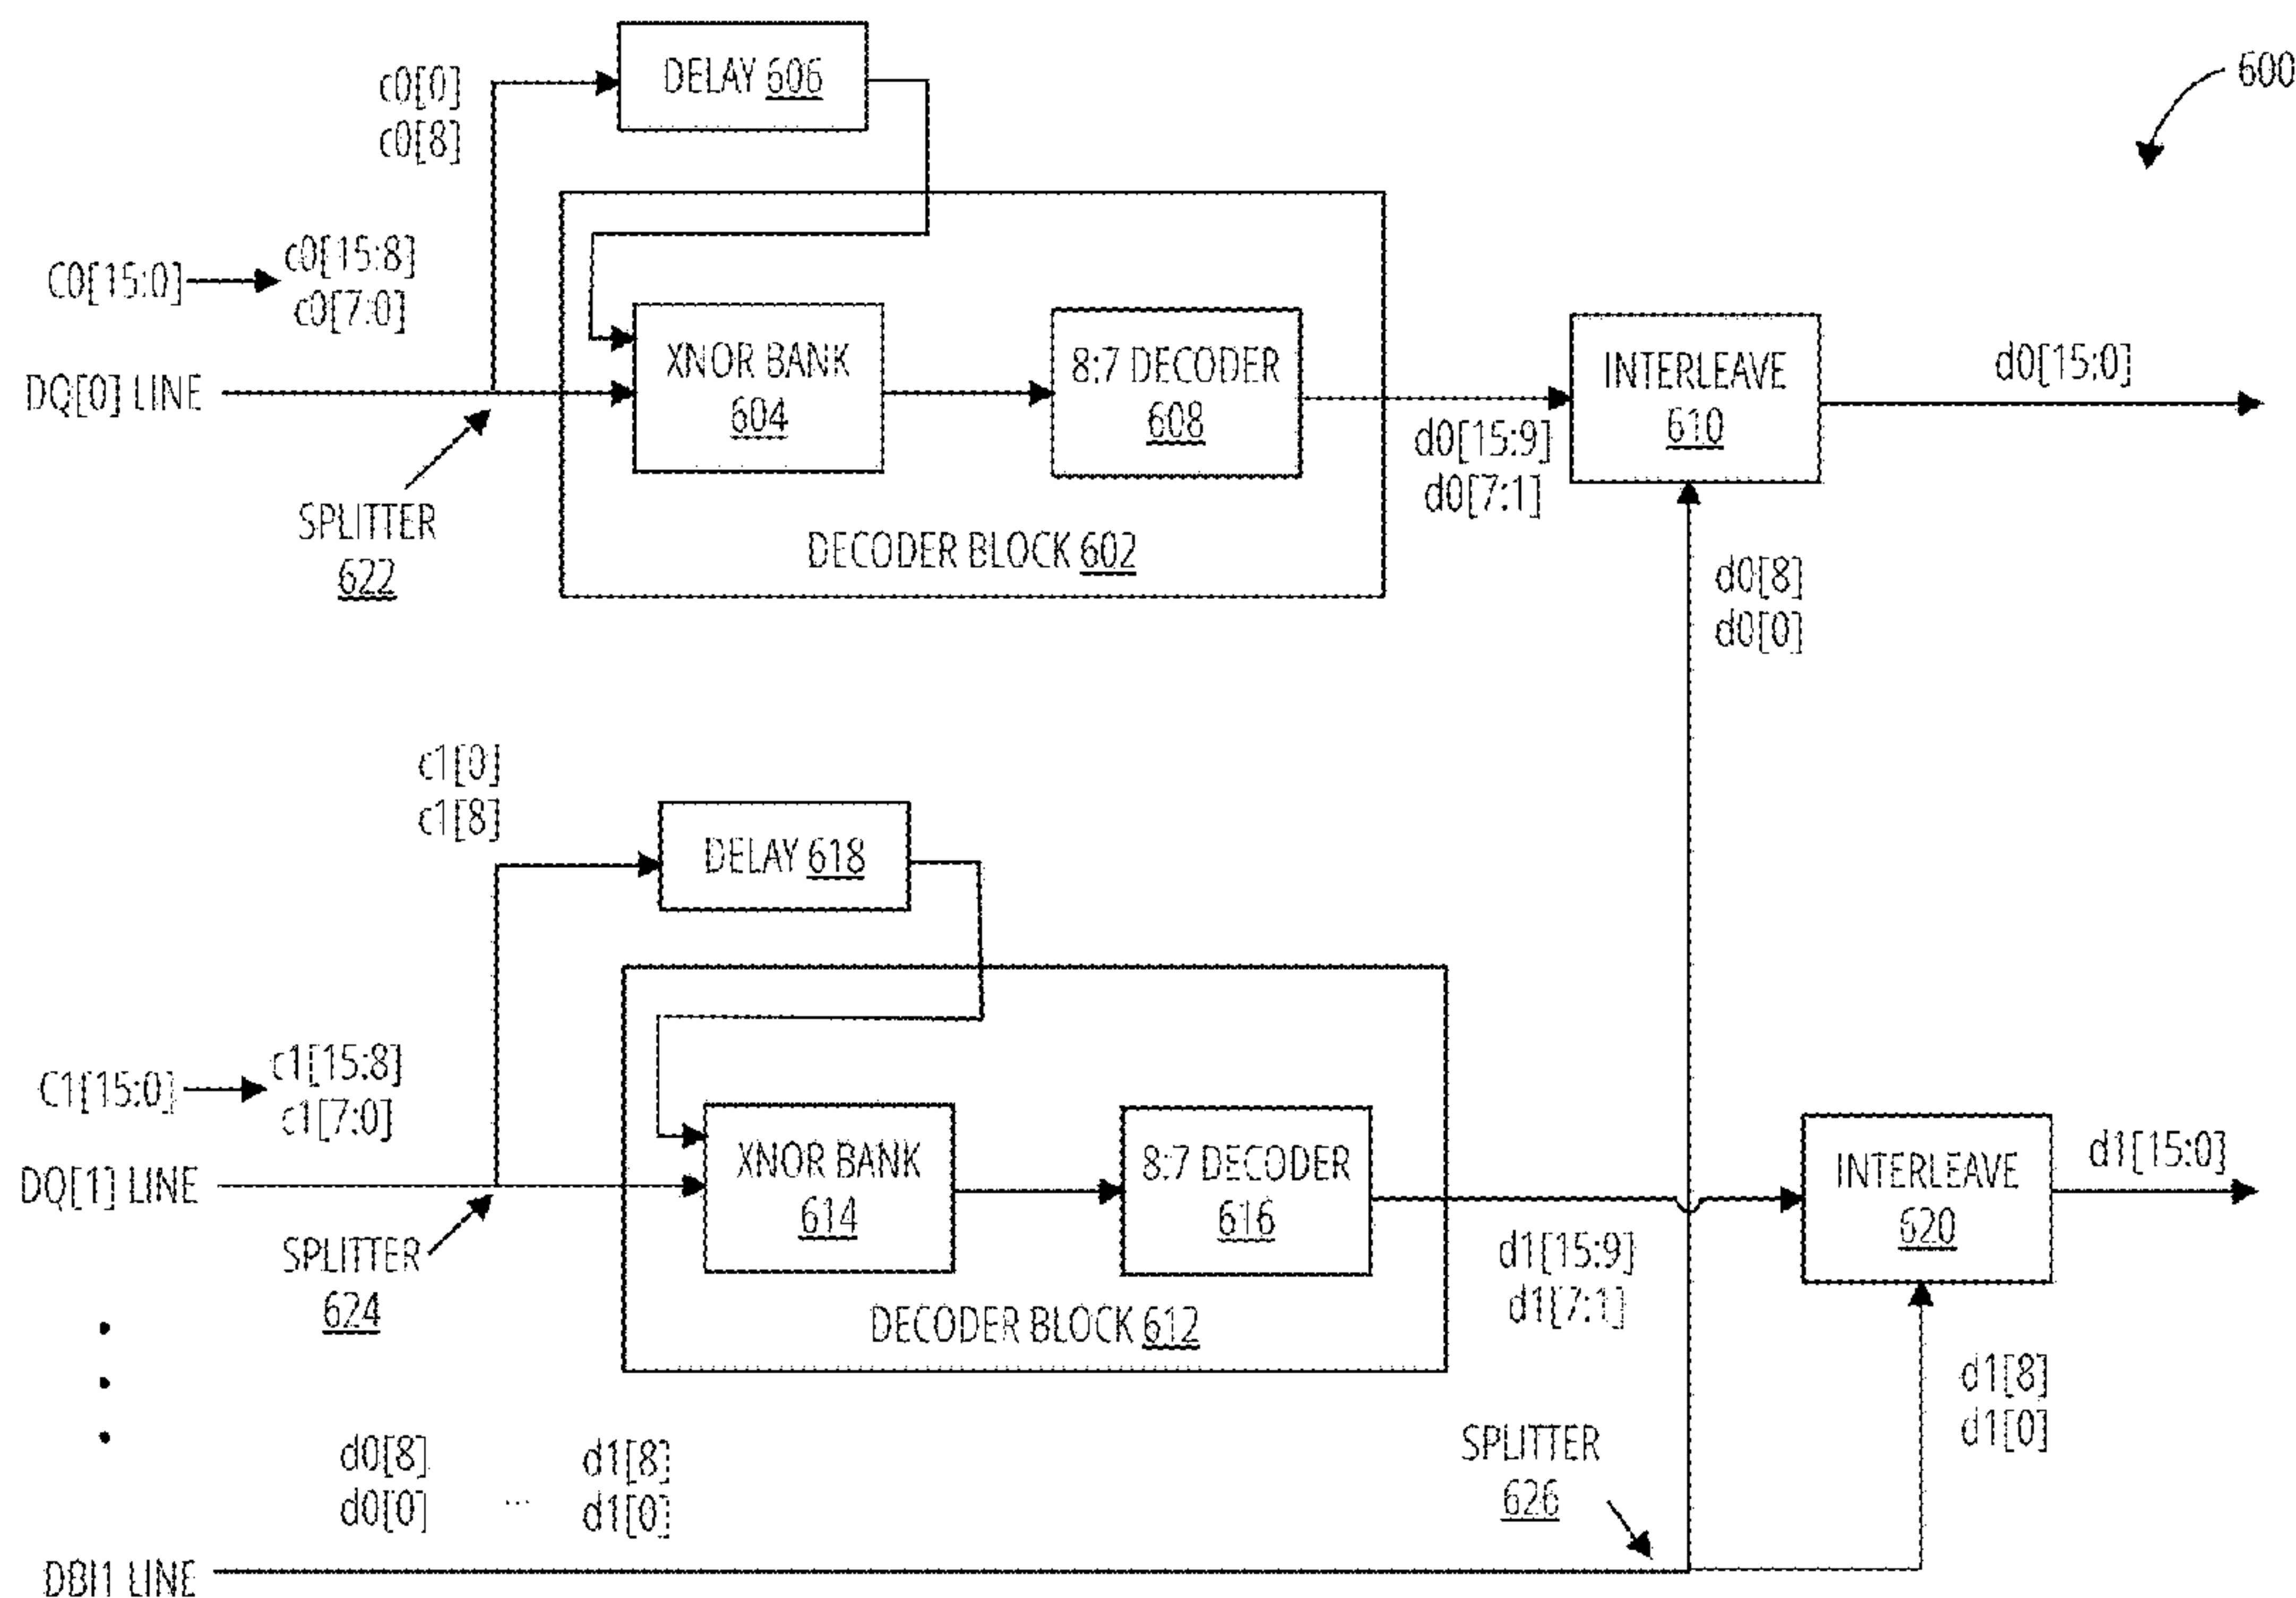 600
c0[0]
c0[8]
DELAY 606
C0[15:0]
c0[15:8]
c0[7:0]
DQ[0] LINE
SPLITTER
622
XNOR BANK
604
8:7 DECODER
608
DECODER BLOCK 602
d0[15:9]
d0[7:1]
INTERLEAVE
610
d0[15:0]
d0[8]
d0[0]
c1[0]
c1[8]
DELAY 618
C1[15:0]
c1[15:8]
c1[7:0]
DQ[1] LINE
SPLITTER
624
XNOR BANK
614
8:7 DECODER
616
DECODER BLOCK 612
d1[15:9]
d1[7:1]
INTERLEAVE
620
d1[15:0]
d1[8]
d1[0]
d0[8]
d0[0]
...
d1[8]
d1[0]
SPLITTER
626
DBI1 LINE